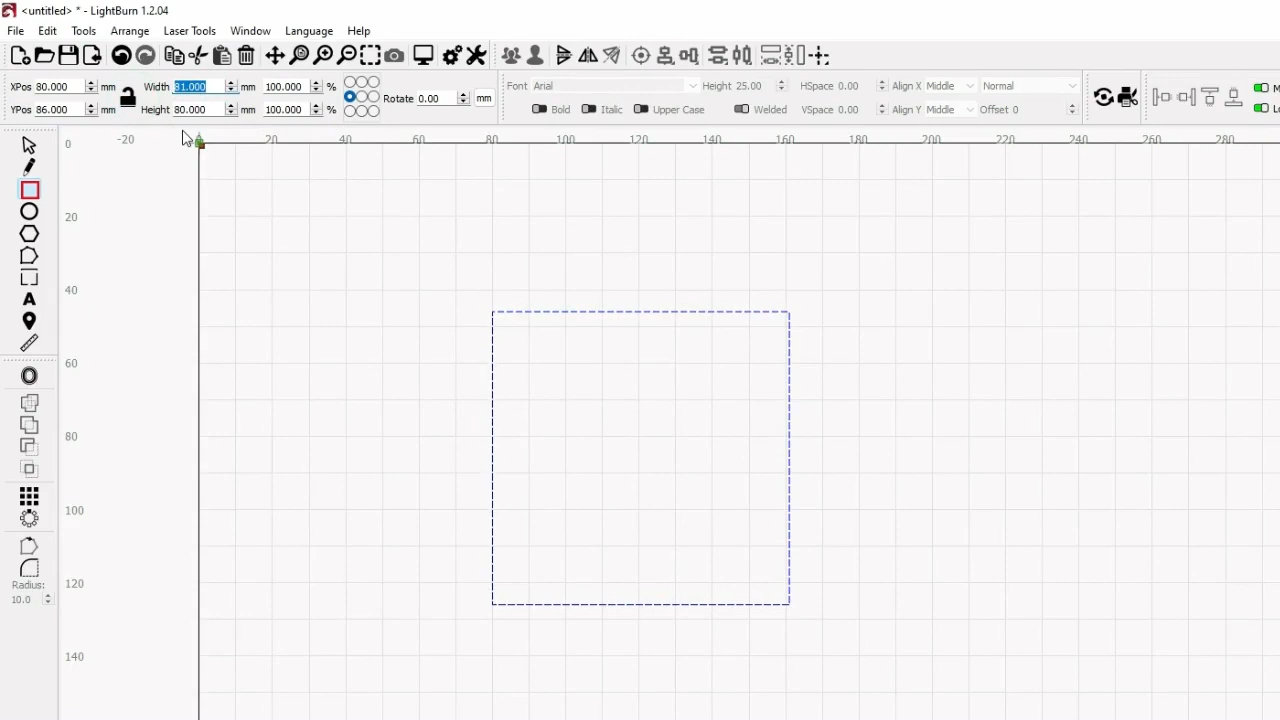 <untitled> * - LightBurn 1.2.04
File Edit Tools Arrange Laser Tools Window Language Help
XPos 80.000 mm Width 81.000 mm 100.000 % Rotate 0.00 mm Font Arial Height 25.00 HSpace 0.00 Align X Middle Normal
YPos 86.000 mm Height 80.000 mm 100.000 % Bold Italic Upper Case Welded VSpace 0.00 Align Y Middle Offset 0
-20 20 40 60 80 100 120 140 160 180 200 220 240 260
0
20
40
60
80
100
120
140
A
Radius:
10.0